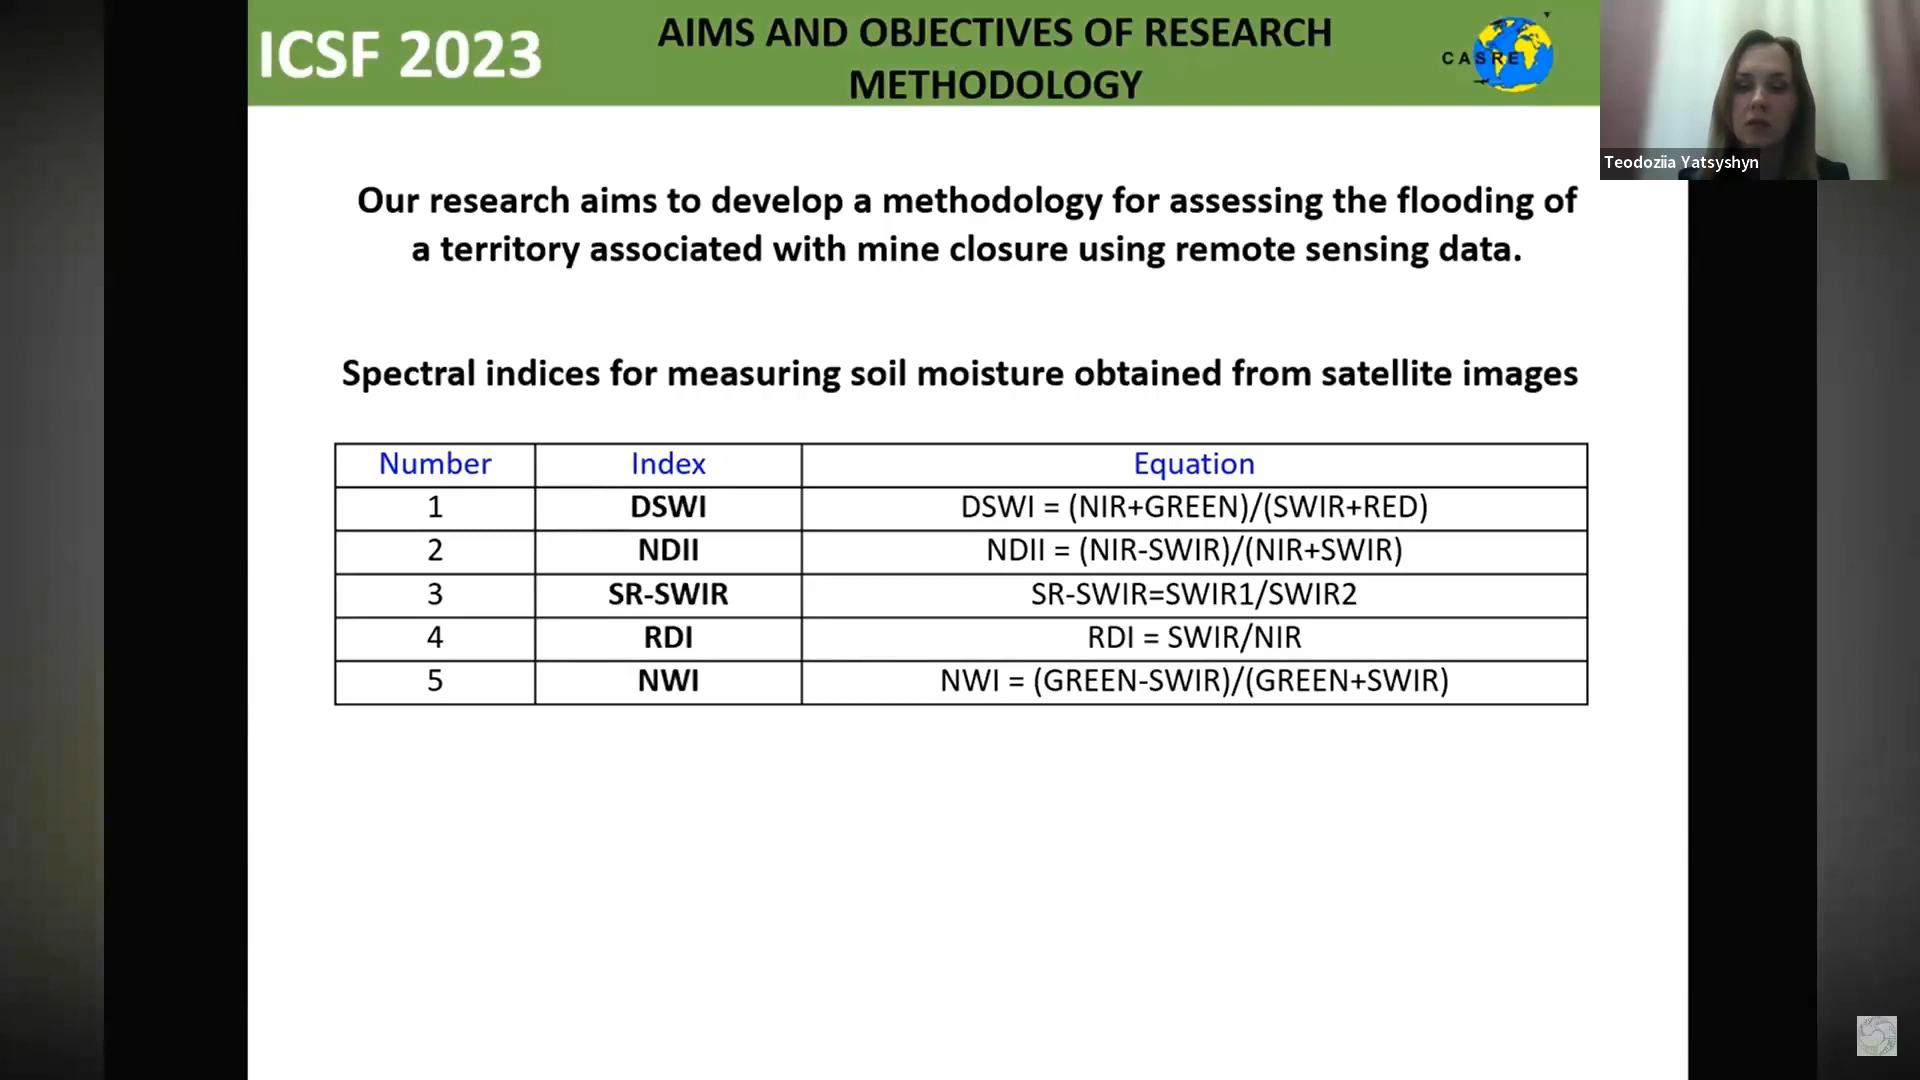 ICSF 2023
AIMS AND OBJECTIVES OF RESEARCH
METHODOLOGY
CASRE
Teodoziia Yatsyshyn
Our research aims to develop a methodology for assessing the flooding of
a territory associated with mine closure using remote sensing data.
Spectral indices for measuring soil moisture obtained from satellite images
Number Index Equation
1 DSWI DSWI = (NIR+GREEN)/(SWIR+RED)
2 NDII NDII = (NIR-SWIR)/(NIR+SWIR)
3 SR-SWIR SR-SWIR=SWIR1/SWIR2
4 RDI RDI = SWIR/NIR
5 NWI NWI = (GREEN-SWIR)/(GREEN+SWIR)